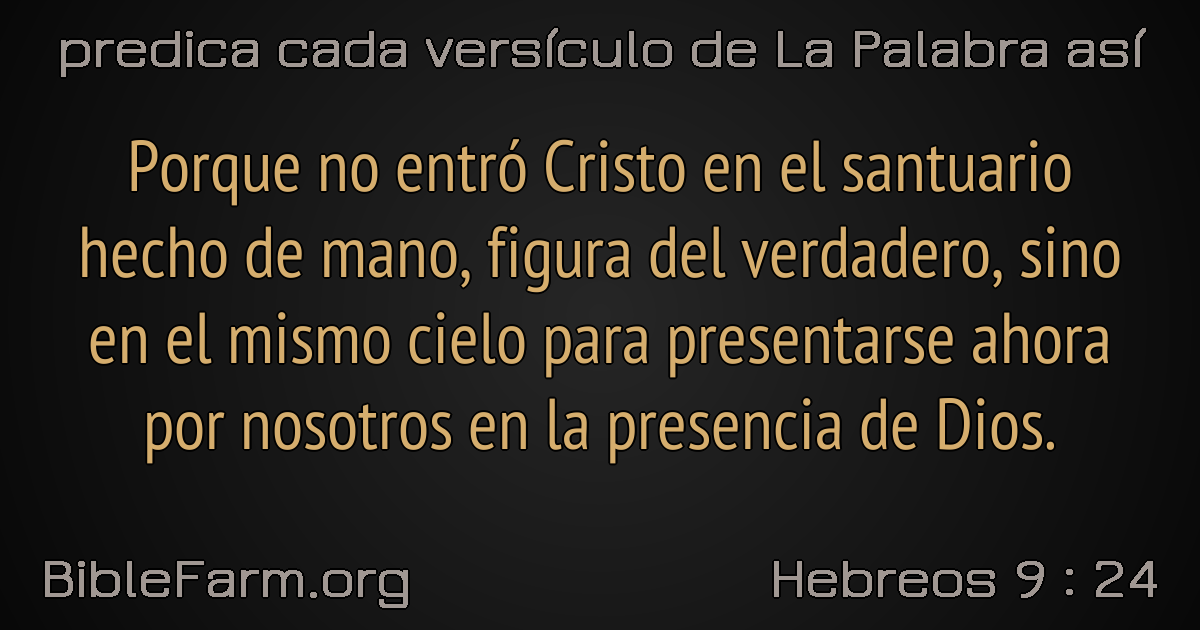 predica cada versículo de La Palabra así
Porque no entró Cristo en el santuario
hecho de mano, figura del verdadero, sino
en el mismo cielo para presentarse ahora
por nosotros en la presencia de Dios.
BibleFarm.org
Hebreos 9 : 24